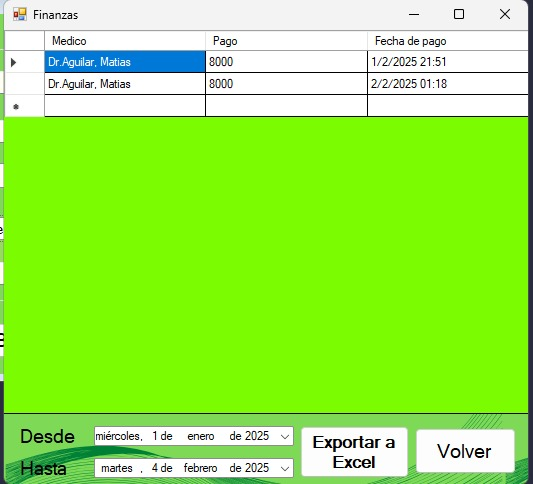 Finanzas
Medico Pago Fecha de pago
Dr.Aguilar, Matias 8000 1/2/2025 21:51
Dr.Aguilar, Matias 8000 2/2/2025 01:18
Desde miércoles, 1 de enero de 2025
Hasta martes , 4 de febrero de 2025
Exportar a
Excel
Volver